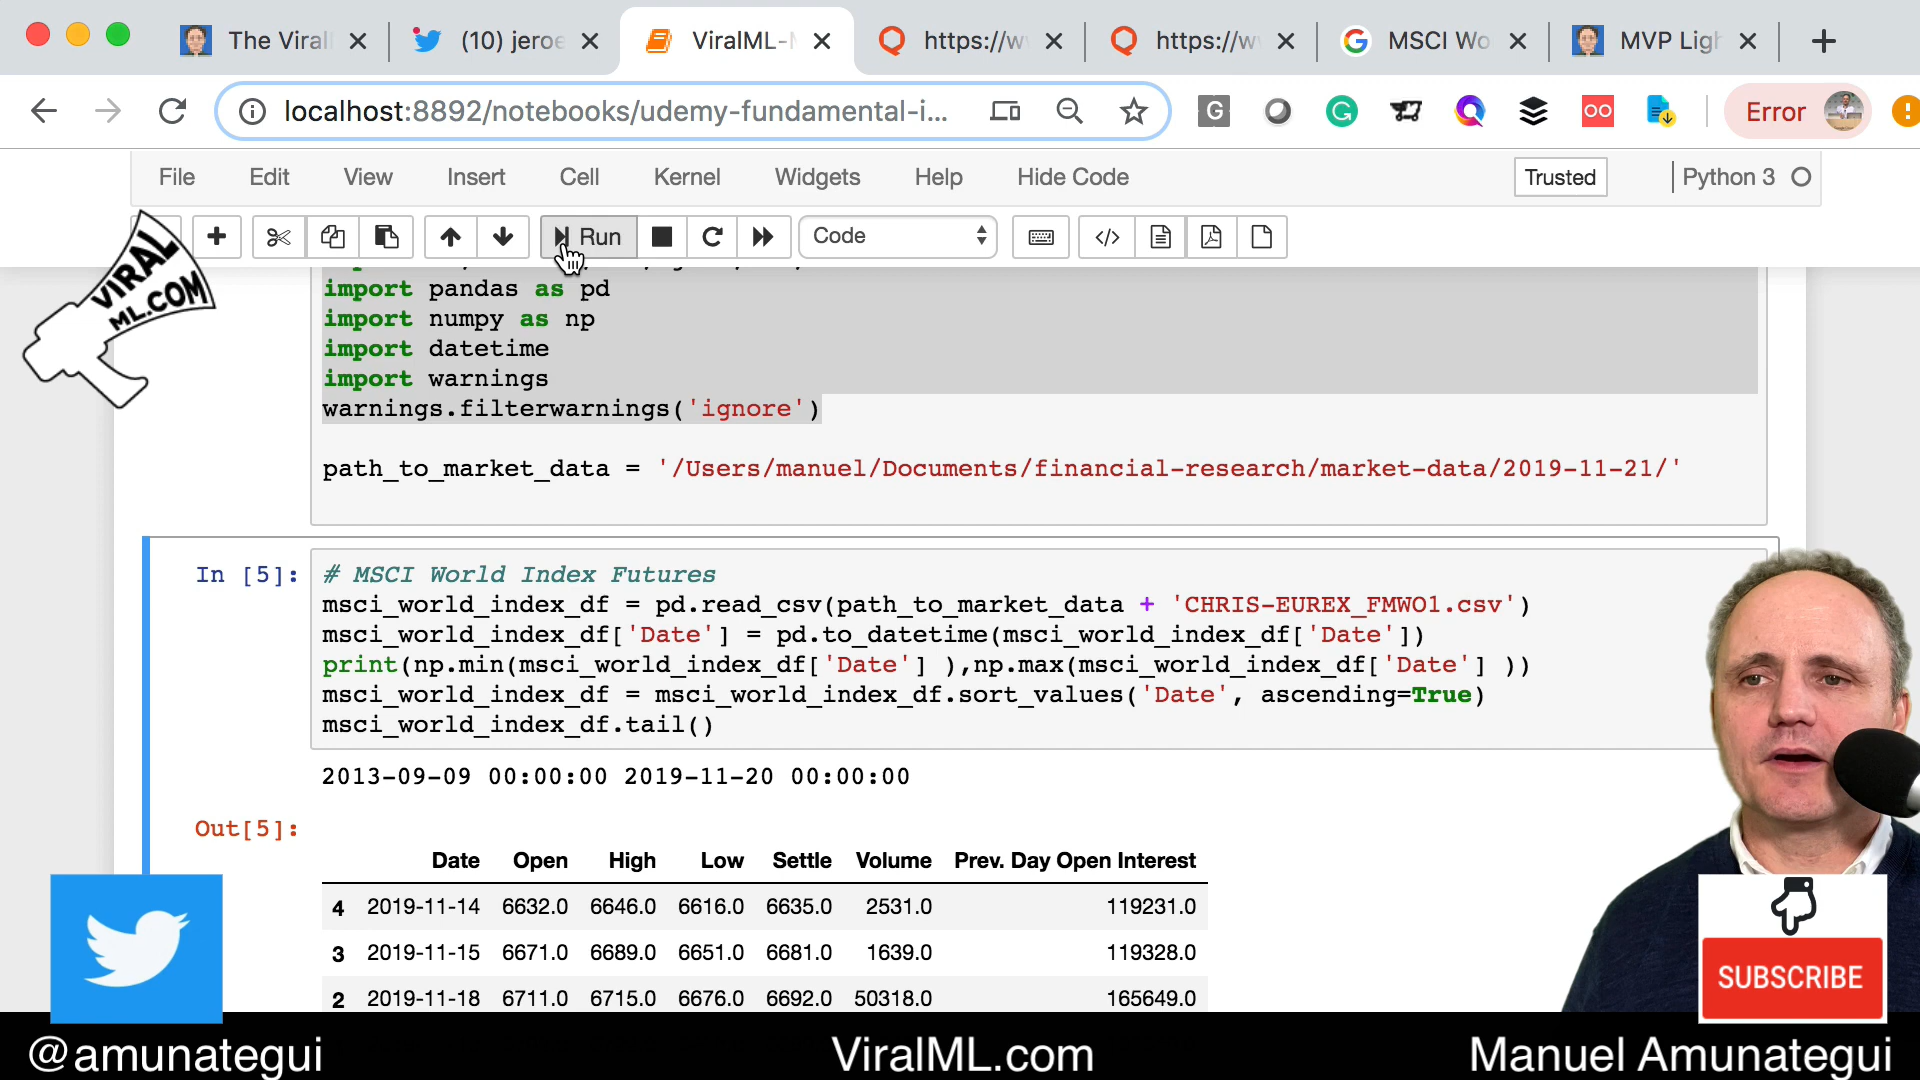 The Viral
(10) jeroe
ViralML-
https://w
https://w
MSCI Wo
MVP Ligh
localhost:8892/notebooks/udemy-fundamental-i...
Error
File Edit View Insert Cell Kernel Widgets Help Hide Code
Trusted
Python 3
Run
Code
VIRAL
ML.COM
import pandas as pd
import numpy as np
import datetime
import warnings
warnings.filterwarnings('ignore')
path_to_market_data = '/Users/manuel/Documents/financial-research/market-data/2019-11-21/'
In [5]:
# MSCI World Index Futures
msci_world_index_df = pd.read_csv(path_to_market_data + 'CHRIS-EUREX_FMWO1.csv')
msci_world_index_df['Date'] = pd.to_datetime(msci_world_index_df['Date'])
print(np.min(msci_world_index_df['Date'] ),np.max(msci_world_index_df['Date'] ))
msci_world_index_df = msci_world_index_df.sort_values('Date', ascending=True)
msci_world_index_df.tail()
2013-09-09 00:00:00 2019-11-20 00:00:00
Out[5]:
Date Open High Low Settle Volume Prev. Day Open Interest
4 2019-11-14 6632.0 6646.0 6616.0 6635.0 2531.0 119231.0
3 2019-11-15 6671.0 6689.0 6651.0 6681.0 1639.0 119328.0
2 2019-11-18 6711.0 6715.0 6676.0 6692.0 50318.0 165649.0
SUBSCRIBE
@amunategui
ViralML.com
Manuel Amunategui